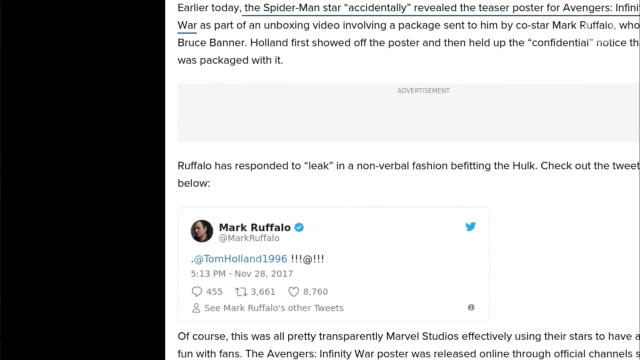 Earlier today, the Spider-Man star “accidentally” revealed the teaser poster for Avengers: Infini
War as part of an unboxing video involving a package sent to him by co-star Mark Ruffalo, who
Bruce Banner. Holland first showed off the poster and then held up the “confidential” notice th
was packaged with it.
ADVERTISEMENT
Ruffalo has responded to “leak” in a non-verbal fashion befitting the Hulk. Check out the tweet
below:
Mark Ruffalo
@MarkRuffalo
.@TomHolland1996 !!!@!!!
5:13 PM - Nov 28, 2017
455 3,661 8,760
See Mark Ruffalo's other Tweets
Of course, this was all pretty transparently Marvel Studios effectively using their stars to have a
fun with fans. The Avengers: Infinity War poster was released online through official channels s